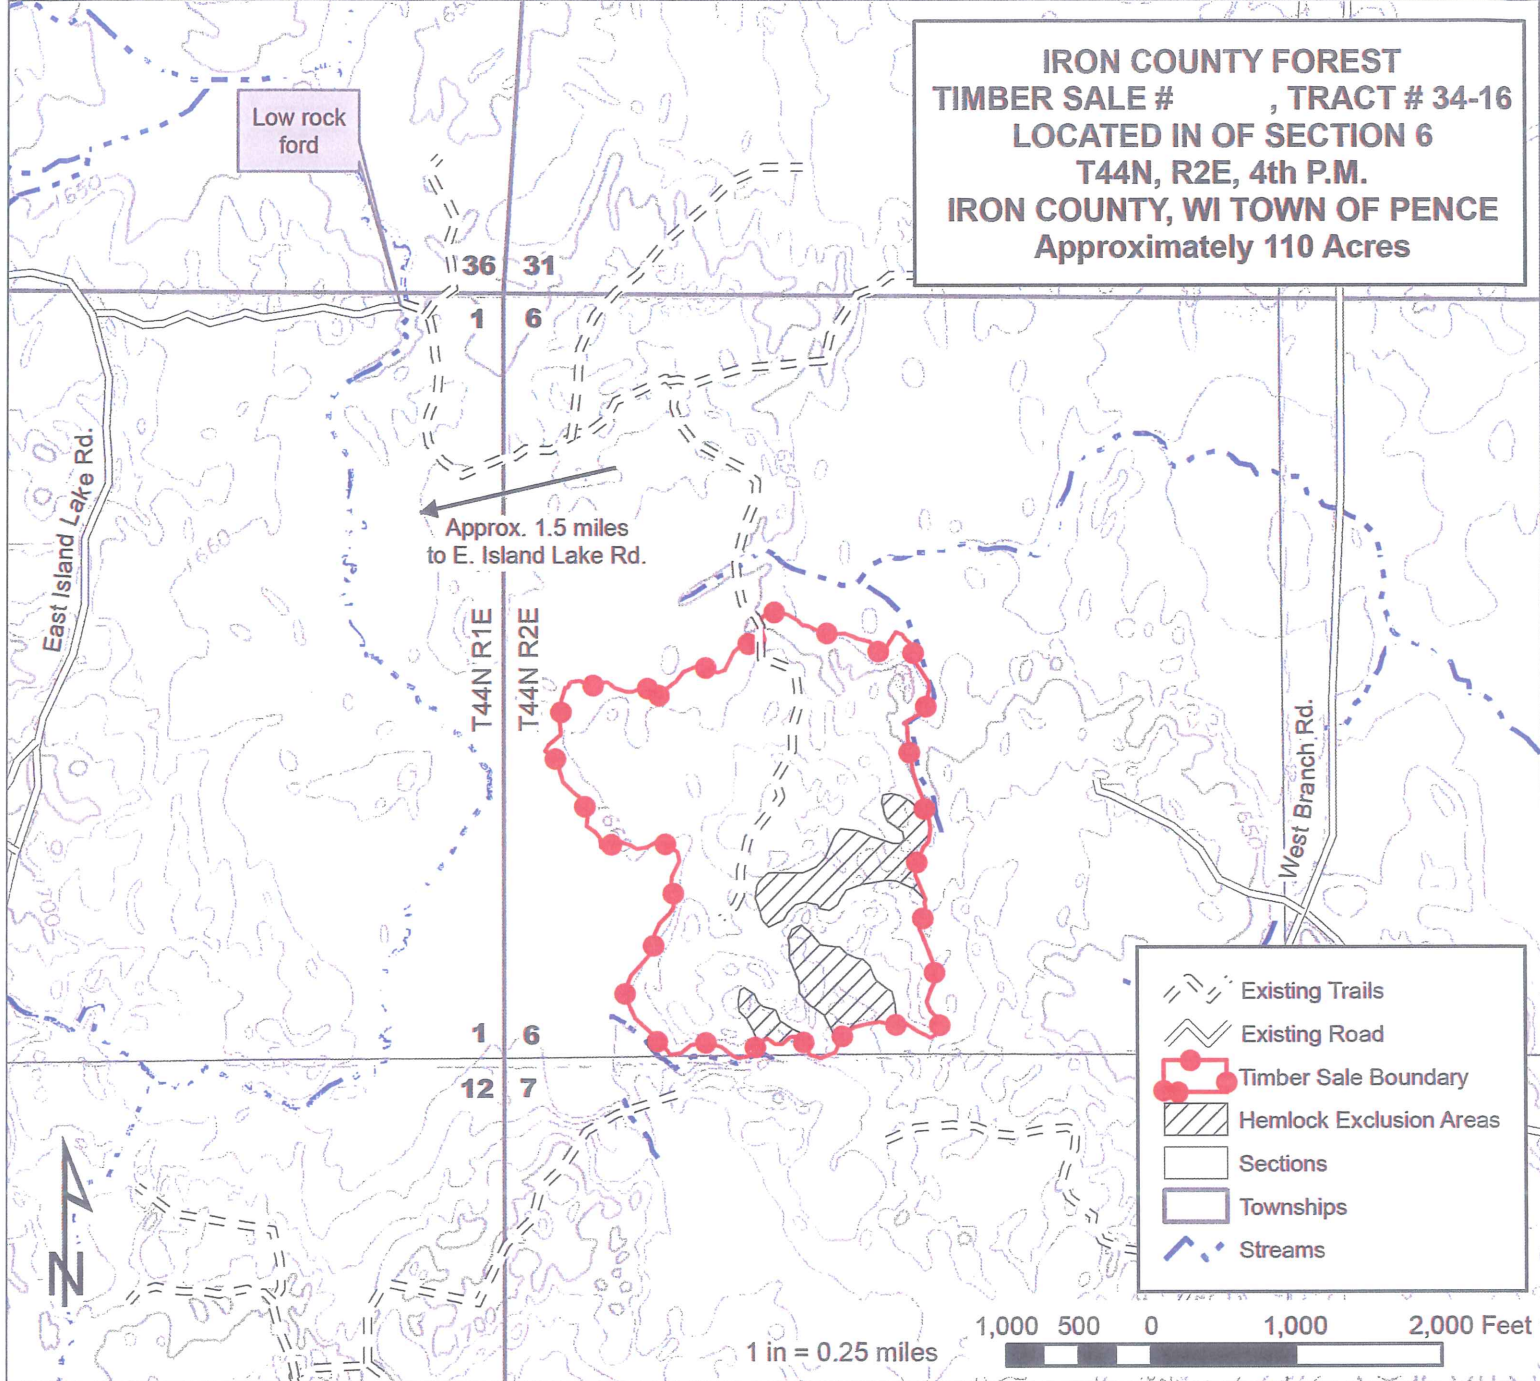 IRON COUNTY FOREST
TIMBER SALE # , TRACT # 34-16
LOCATED IN OF SECTION 6
T44N, R2E, 4th P.M.
IRON COUNTY, WI TOWN OF PENCE
Approximately 110 Acres
Low rock
ford
1650
36 31
1 6
East Island Lake Rd.
1660
Approx. 1.5 miles
to E. Island Lake Rd.
T44N R1E
T44N R2E
West Branch Rd.
1650
1 6
12 7
N
Existing Trails
Existing Road
Timber Sale Boundary
Hemlock Exclusion Areas
Sections
Townships
Streams
1 in = 0.25 miles
1,000 500 0 1,000 2,000 Feet